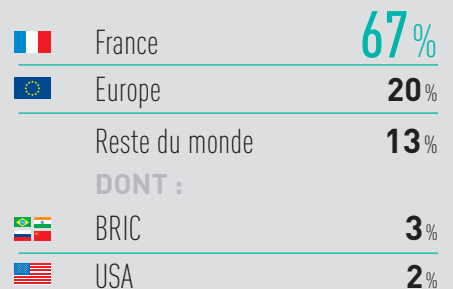 France 67%
Europe 20%
Reste du monde 13%
DONT :
BRIC 3%
USA 2%